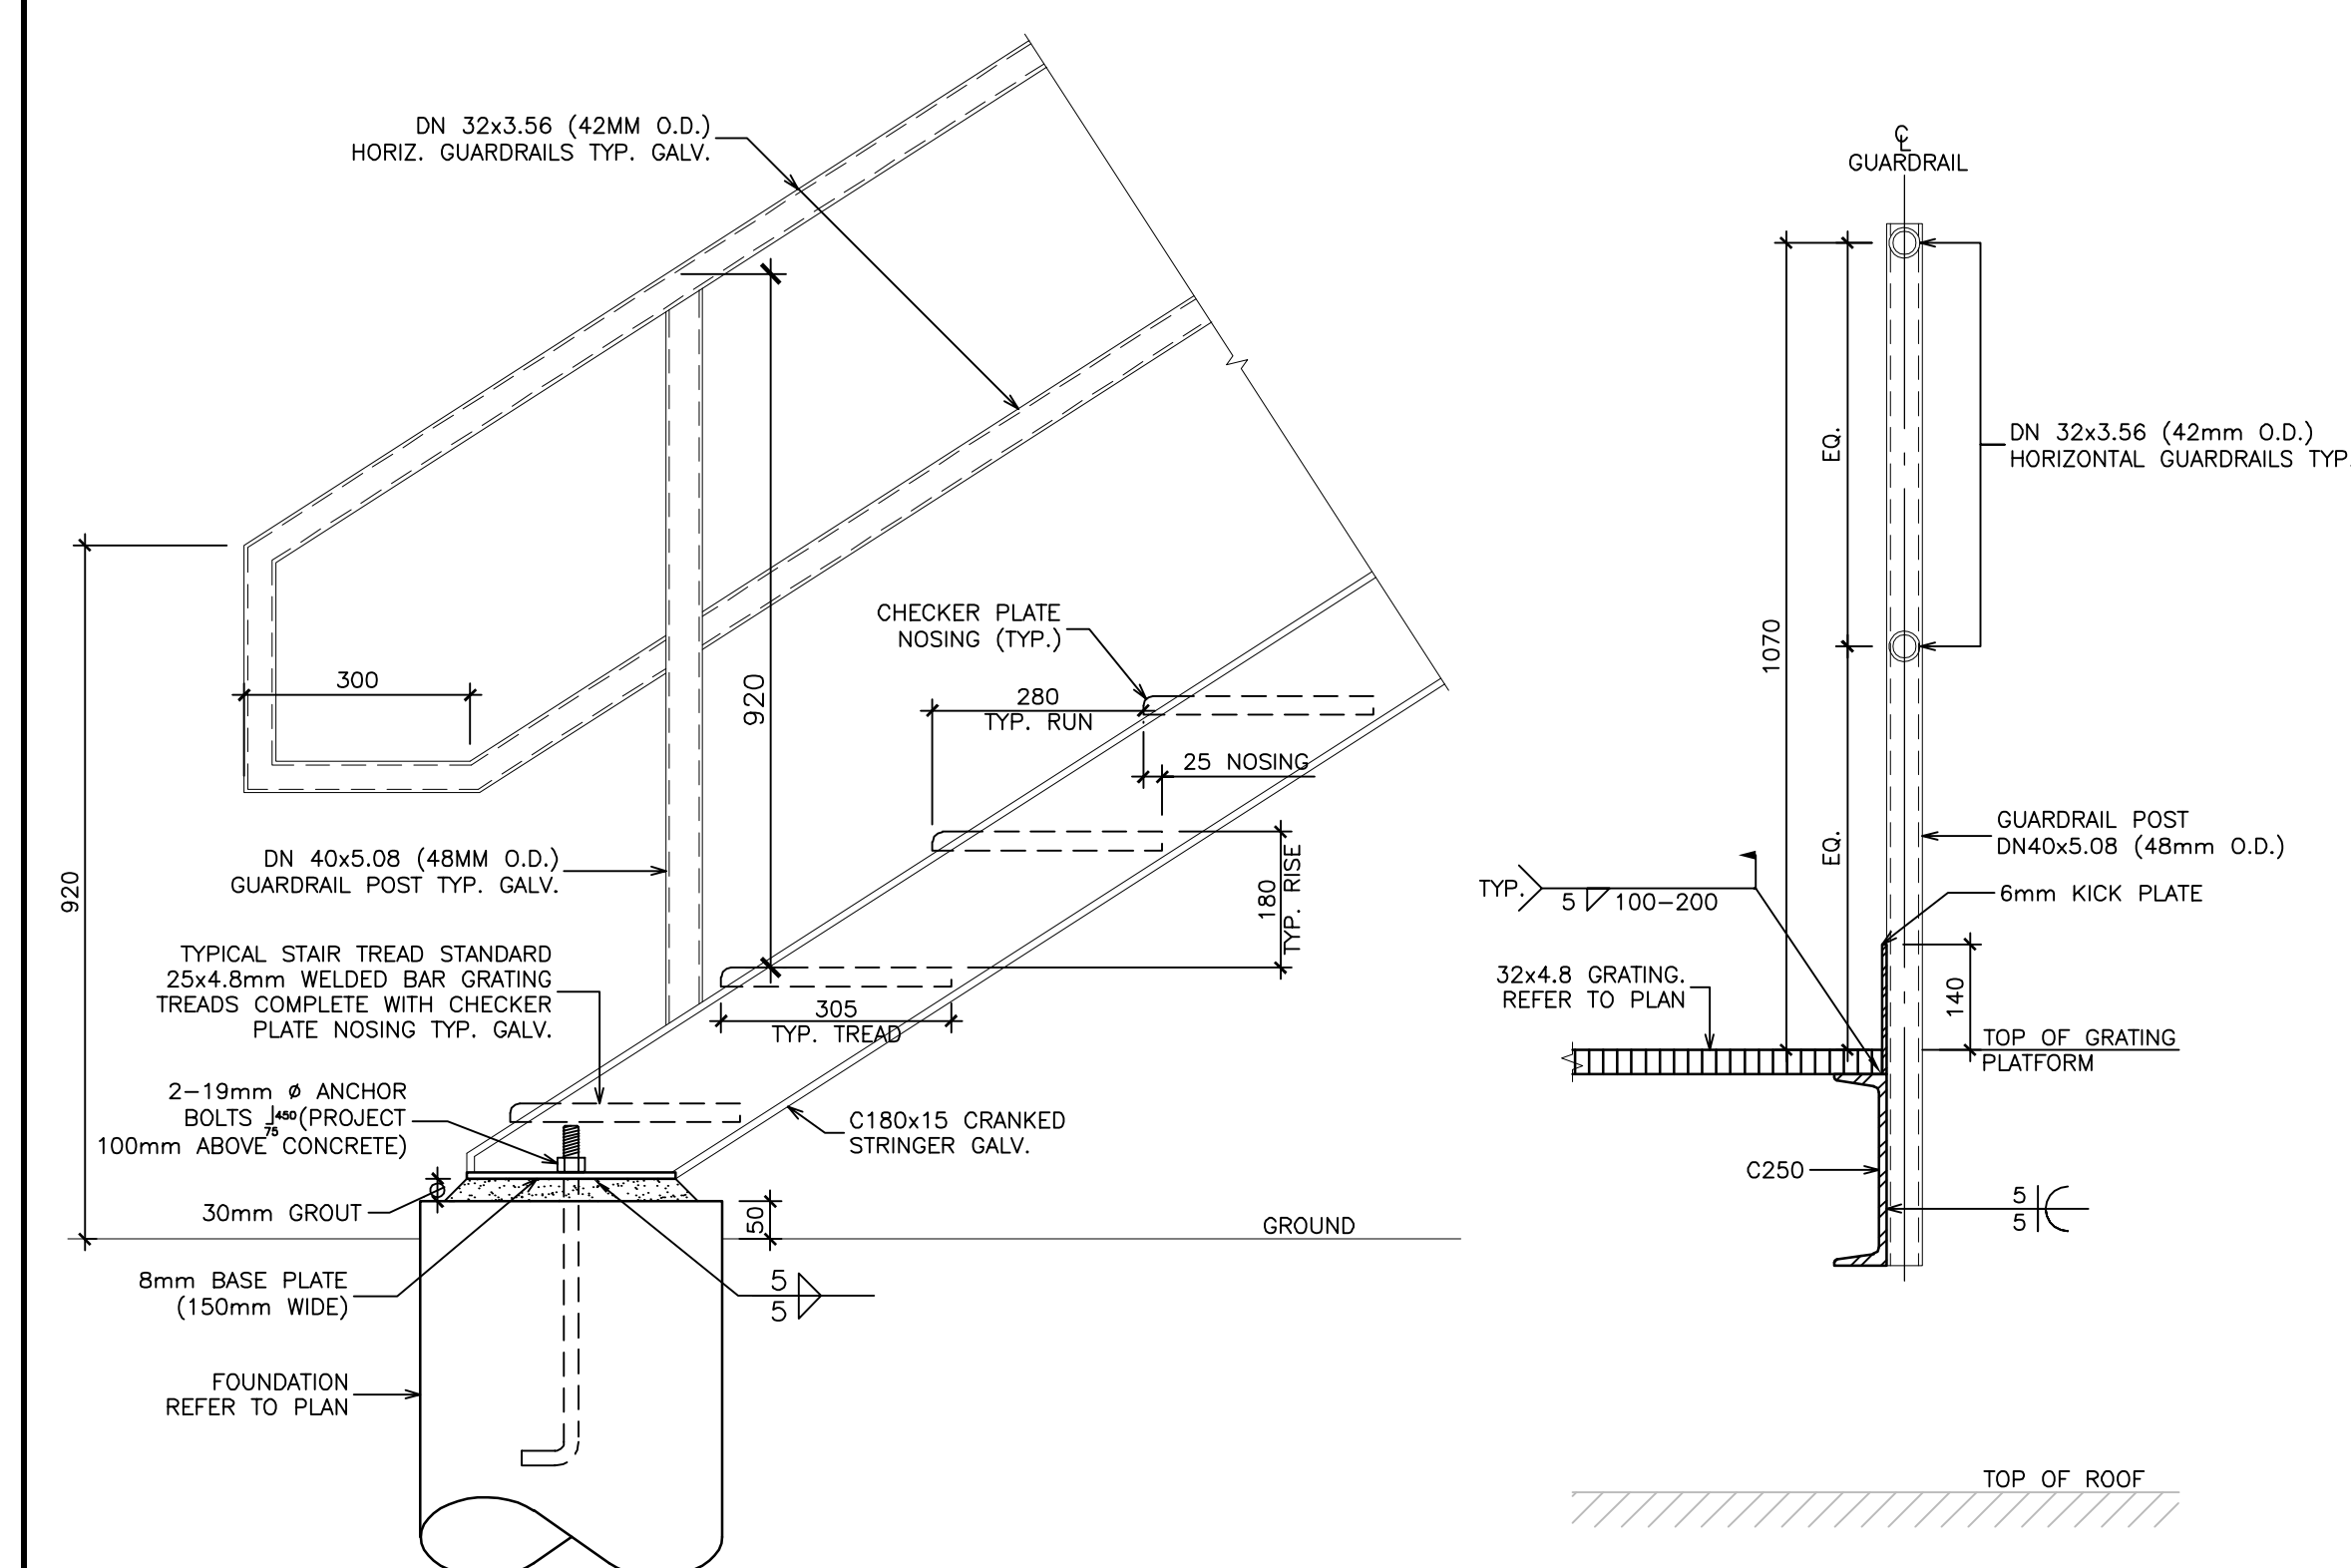 DN 32x3.56 (42MM O.D.)
HORIZ. GUARDRAILS TYP. GALV.
920
300
920
CHECKER PLATE
NOSING (TYP.)
280
TYP. RUN
25 NOSING
180
TYP. RISE
DN 40x5.08 (48MM O.D.)
GUARDRAIL POST TYP. GALV.
TYPICAL STAIR TREAD STANDARD
25x4.8mm WELDED BAR GRATING
TREADS COMPLETE WITH CHECKER
PLATE NOSING TYP. GALV.
305
TYP. TREAD
2-19mm ø ANCHOR
BOLTS 450 (PROJECT
75
100mm ABOVE CONCRETE)
C180x15 CRANKED
STRINGER GALV.
30mm GROUT
50
GROUND
8mm BASE PLATE
(150mm WIDE)
5
5
FOUNDATION
REFER TO PLAN
℄
GUARDRAIL
1070
EQ.
EQ.
DN 32x3.56 (42mm O.D.)
HORIZONTAL GUARDRAILS TYP.
GUARDRAIL POST
DN40x5.08 (48mm O.D.)
6mm KICK PLATE
TYP.
5 100-200
32x4.8 GRATING.
REFER TO PLAN
140
TOP OF GRATING
PLATFORM
C250
5
5
TOP OF ROOF